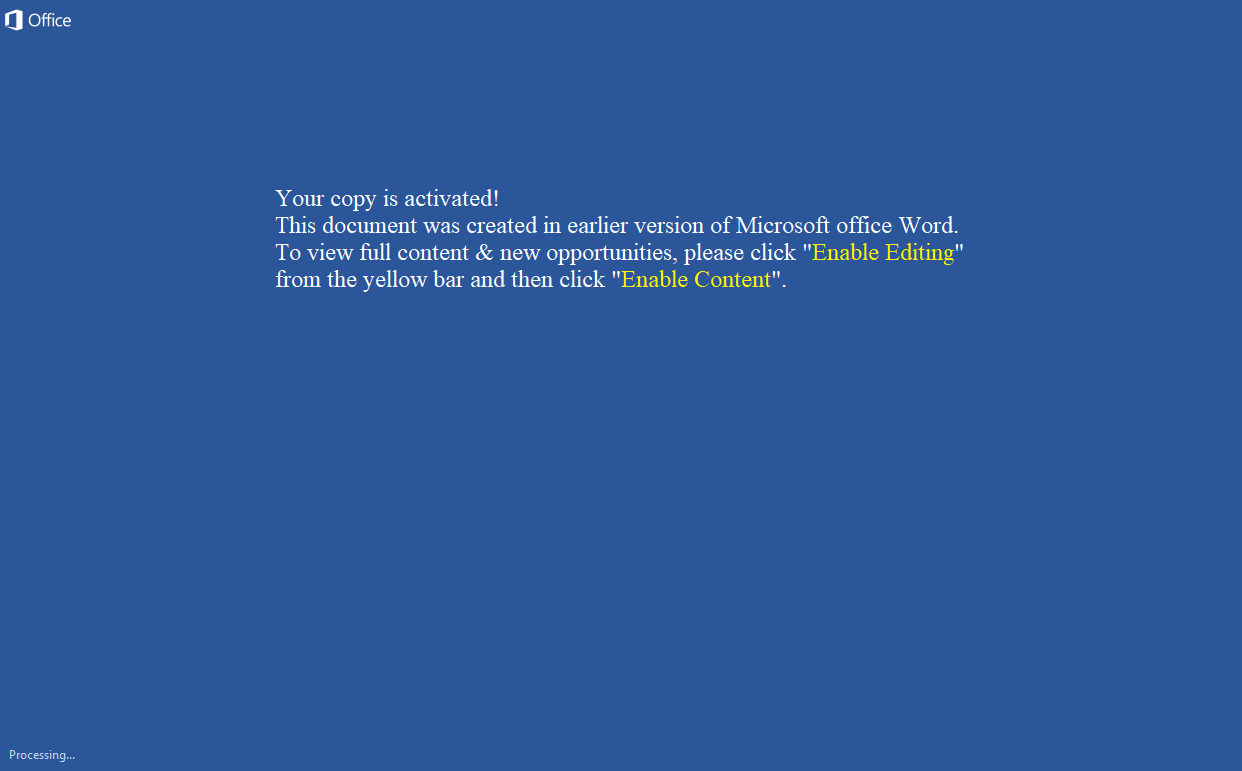 Office
Your copy is activated!
This document was created in earlier version of Microsoft office Word.
To view full content & new opportunities, please click "Enable Editing"
from the yellow bar and then click "Enable Content".
Processing...